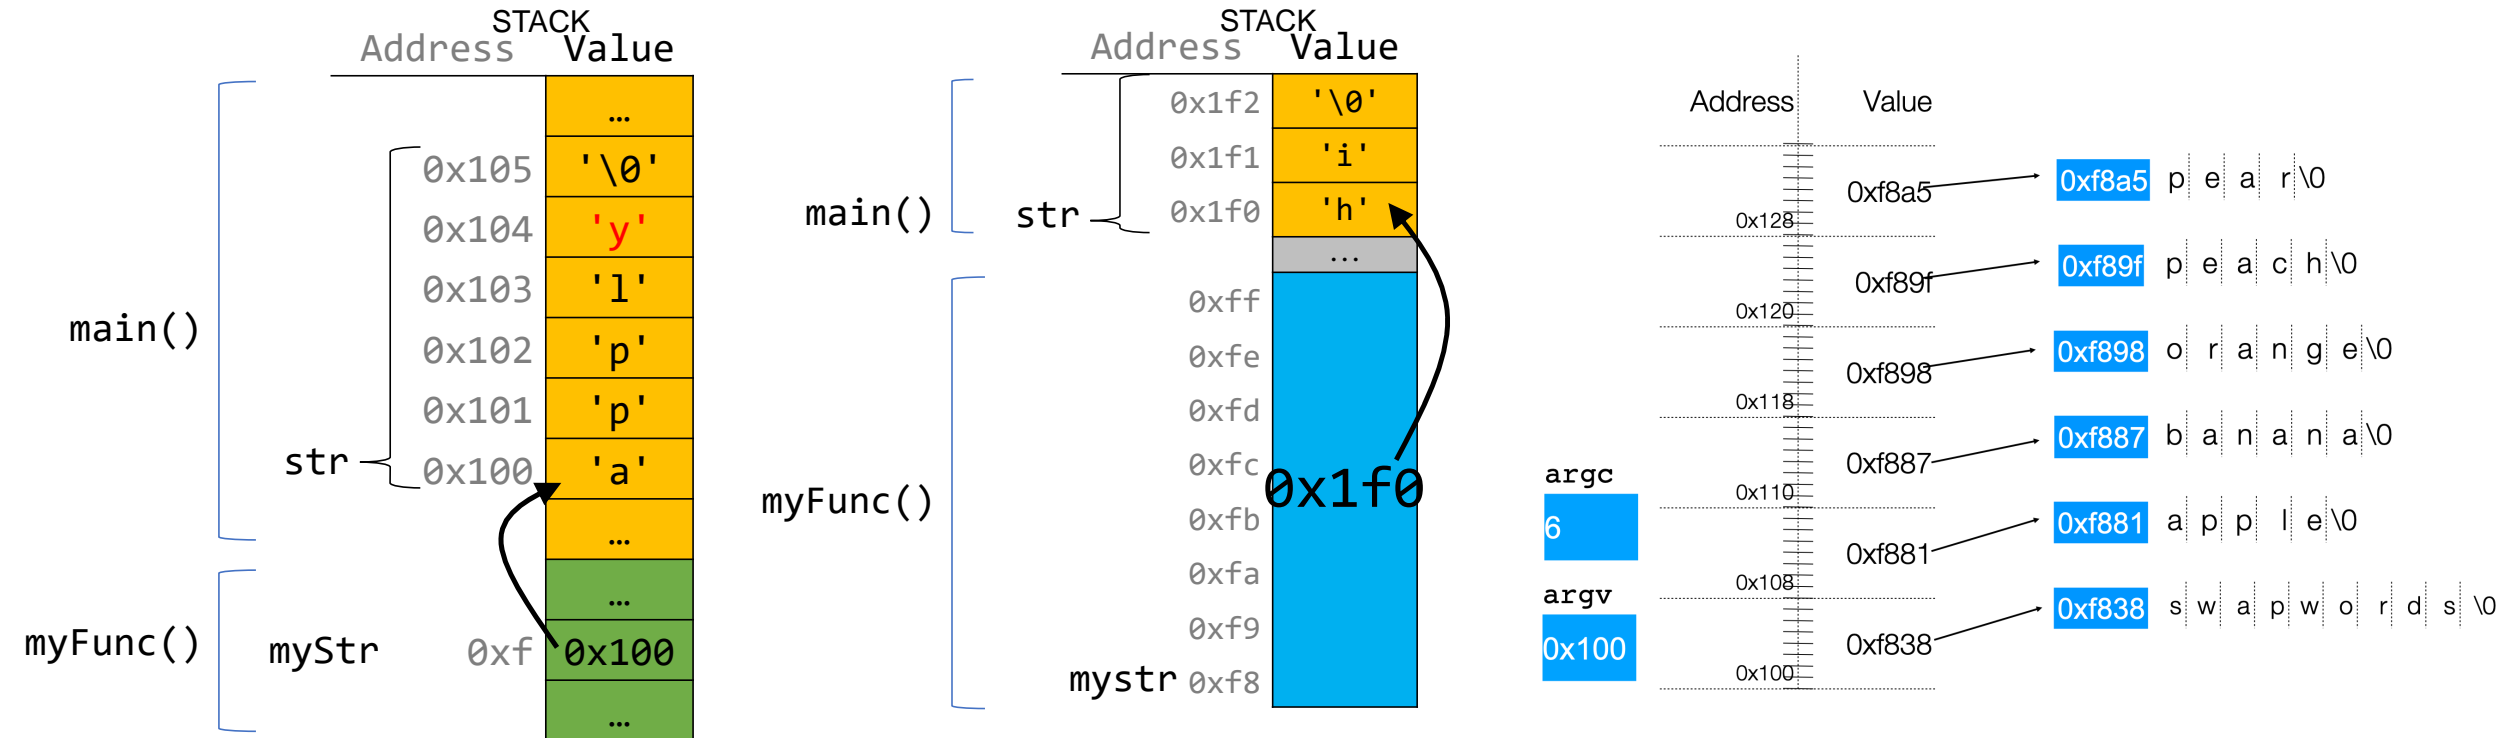 STACK
Address Value
…
0x105 '\0'
0x104 'y'
0x103 'l'
main()
0x102 'p'
0x101 'p'
str 0x100 'a'
…
…
myFunc() myStr 0xf 0x100
…
STACK
Address Value
0x1f2 '\0'
0x1f1 'i'
main() str 0x1f0 'h'
…
0xff
0xfe
0xfd
0xfc
0x1f0
myFunc()
0xfb
0xfa
0xf9
mystr 0xf8
Address Value
0xf8a5 0xf8a5 p e a r \0
0x128
0xf89f 0xf89f p e a c h \0
0x120
0xf898 0xf898 o r a n g e \0
0x118
0xf887 0xf887 b a n a n a \0
argc
0x110
6
0xf881 0xf881 a p p l e \0
0x108
argv
0x100
0xf838 0xf838 s w a p w o r d s \0
0x100